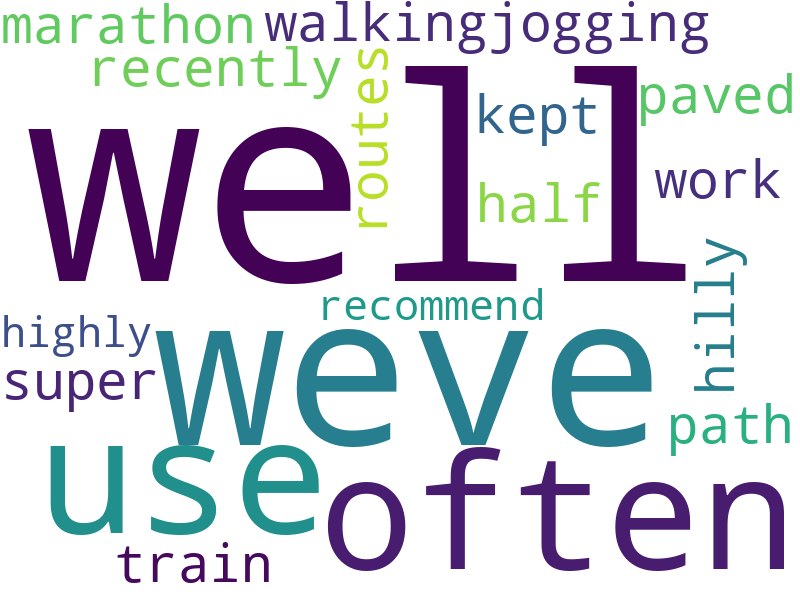 marathon
walkingjogging
recently
routes
well
kept
paved
half
work
recommend
hilly
highly
weve
super
path
use
often
train